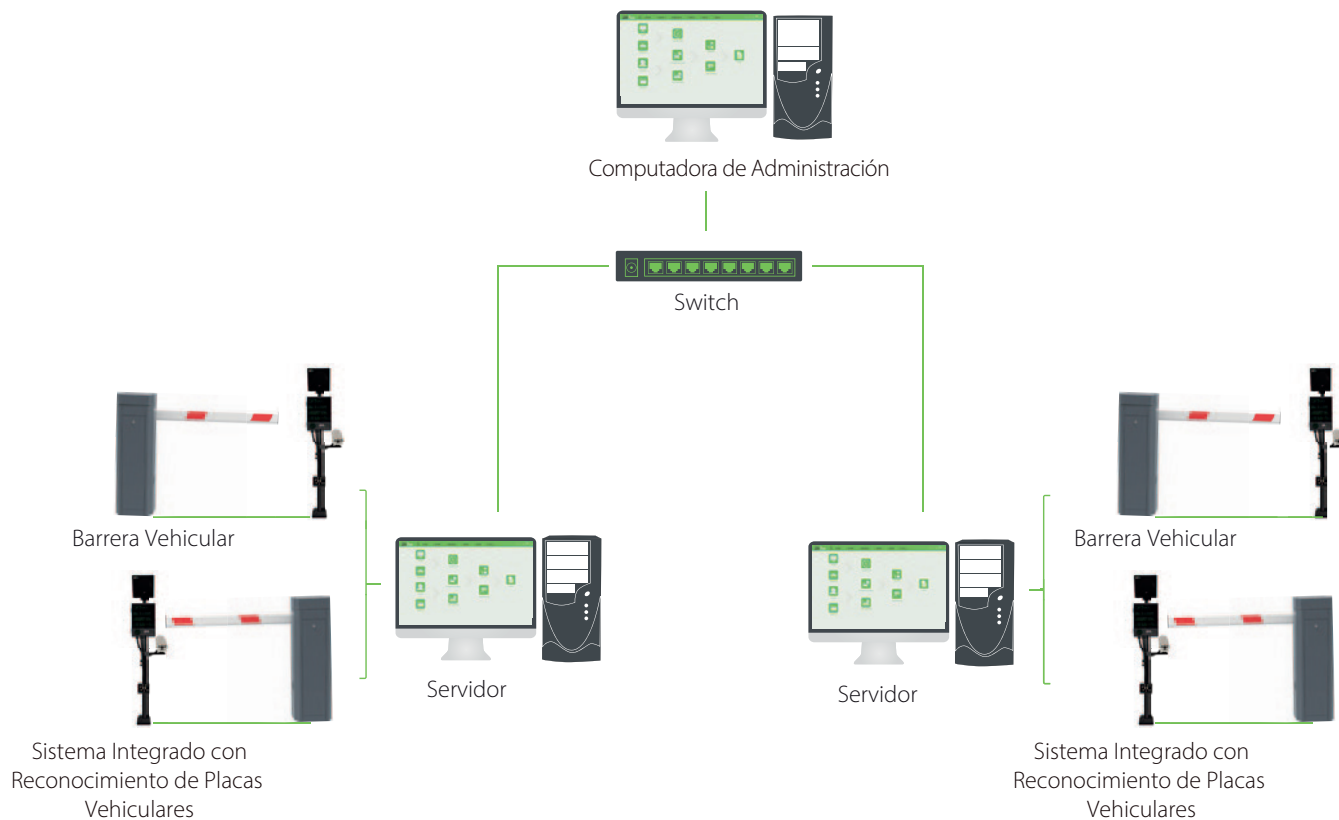 Computadora de Administración
Switch
Barrera Vehicular
Barrera Vehicular
Servidor
Servidor
Sistema Integrado con
Reconocimiento de Placas
Vehiculares
Sistema Integrado con
Reconocimiento de Placas
Vehiculares